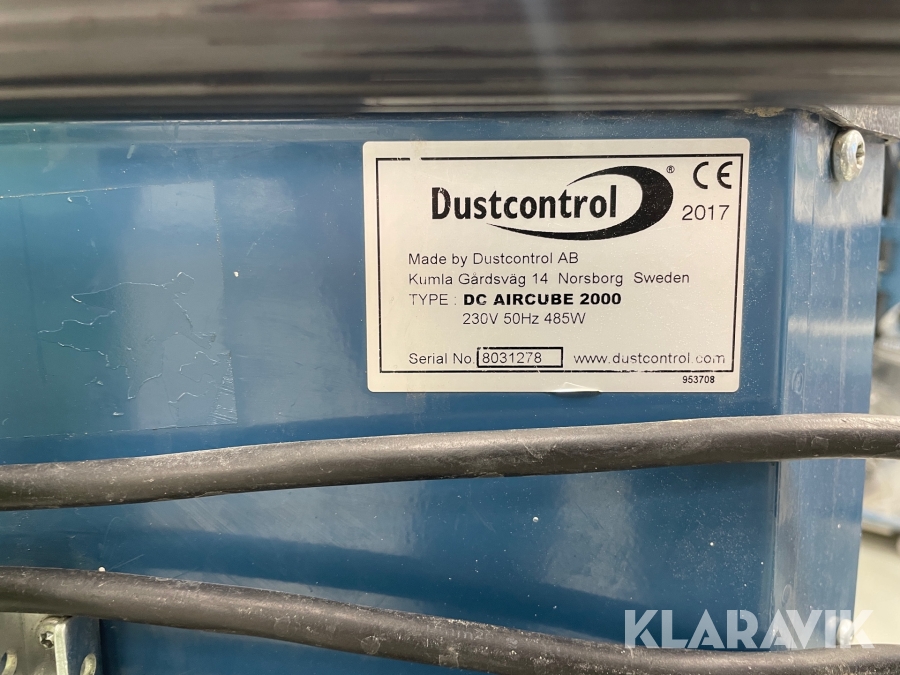 Dustcontrol ® CE
2017
Made by Dustcontrol AB
Kumla Gårdsväg 14 Norsborg Sweden
TYPE : DC AIRCUBE 2000
230V 50Hz 485W
Serial No. 8031278 www.dustcontrol.com
953708
KLARAVIK